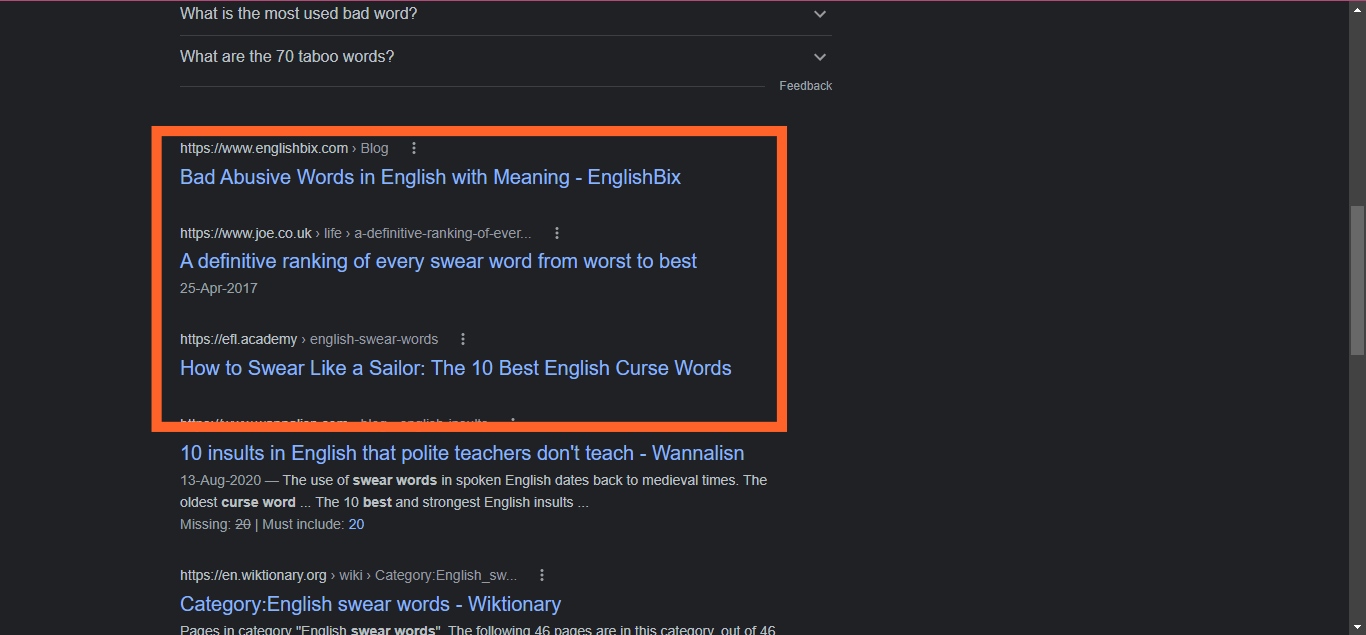 What is the most used bad word?
What are the 70 taboo words?
Feedback
https://www.englishbix.com › Blog
Bad Abusive Words in English with Meaning - EnglishBix
https://www.joe.co.uk › life › a-definitive-ranking-of-ever...
A definitive ranking of every swear word from worst to best
25-Apr-2017
https://efl.academy › english-swear-words
How to Swear Like a Sailor: The 10 Best English Curse Words
10 insults in English that polite teachers don't teach - Wannalisn
13-Aug-2020 — The use of swear words in spoken English dates back to medieval times. The
oldest curse word ... The 10 best and strongest English insults ...
Missing: 20 | Must include: 20
https://en.wiktionary.org › wiki › Category:English_sw...
Category:English swear words - Wiktionary
Pages in category "English swear words". The following 46 pages are in this category, out of 46